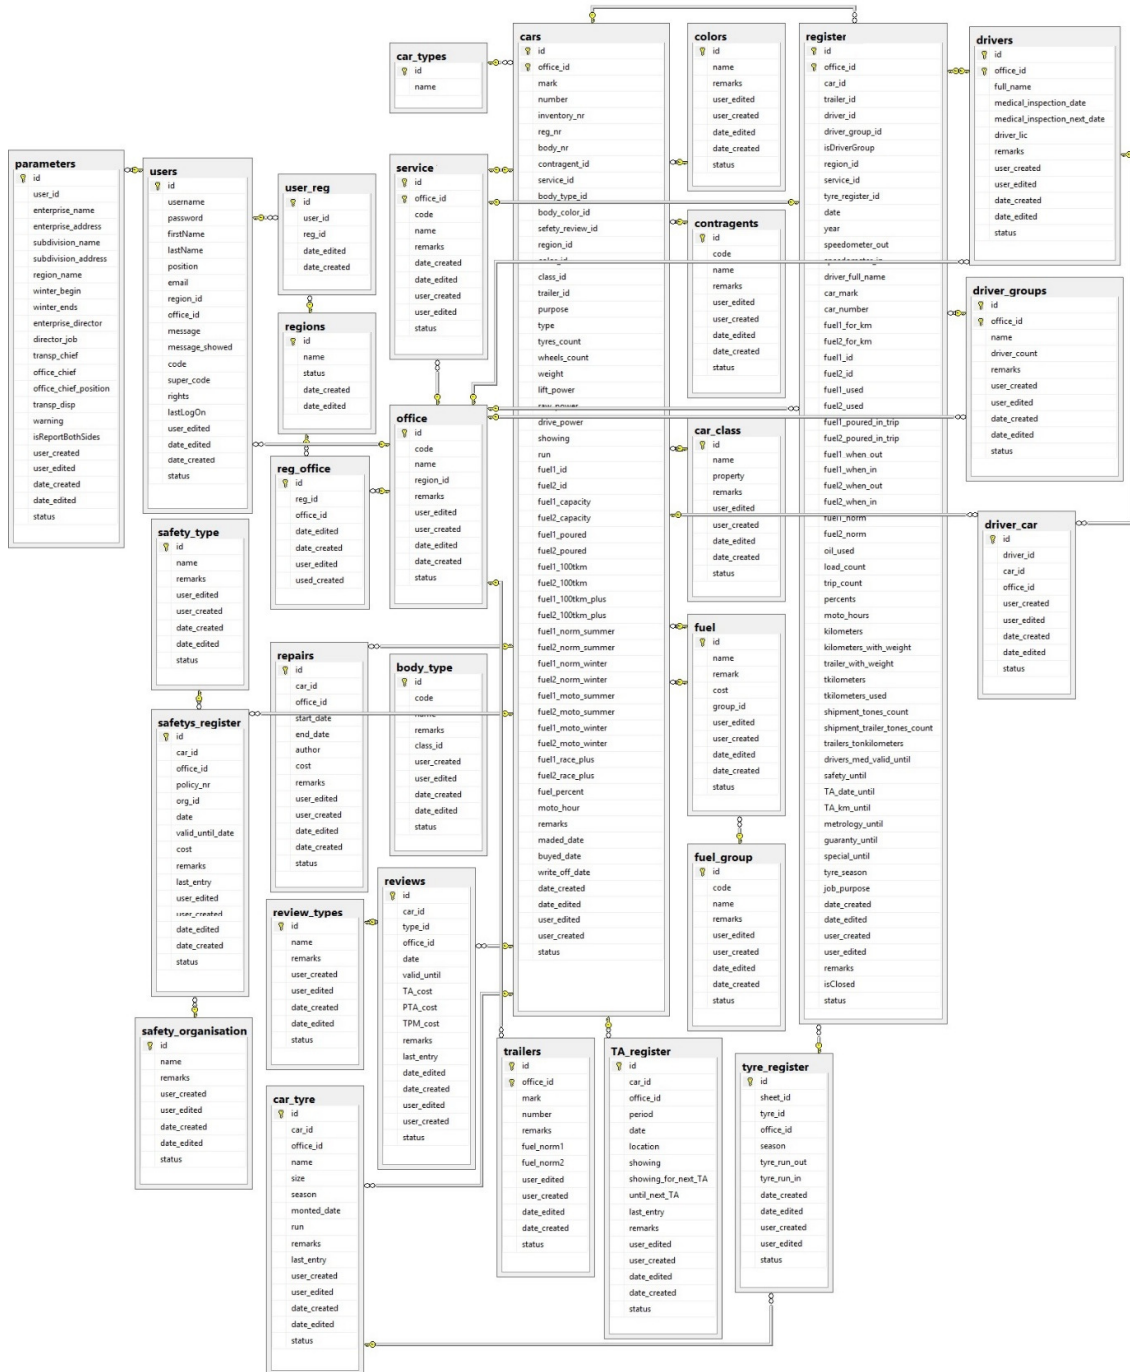 parameters
id
user_id
enterprise_name
enterprise_address
subdivision_name
subdivision_address
region_name
winter_begin
winter_ends
enterprise_director
director_job
transp_chief
office_chief
office_chief_position
transp_disp
warning
isReportBothSides
user_created
user_edited
date_created
date_edited
status
users
id
username
password
firstName
lastName
position
email
region_id
office_id
message
message_showed
code
super_code
rights
lastLogOn
user_edited
date_edited
date_created
status
safety_type
id
name
remarks
user_edited
user_created
date_created
date_edited
status
safetys_register
id
car_id
office_id
policy_nr
org_id
date
valid_until_date
cost
remarks
last_entry
user_edited
user_created
date_edited
date_created
status
safety_organisation
id
name
remarks
user_created
user_edited
date_created
date_edited
status
user_reg
id
user_id
reg_id
date_edited
date_created
regions
id
name
status
date_created
date_edited
reg_office
id
reg_id
office_id
date_edited
date_created
user_edited
used_created
repairs
id
car_id
office_id
start_date
end_date
author
cost
remarks
user_edited
user_created
date_edited
date_created
status
review_types
id
name
remarks
user_created
user_edited
date_created
date_edited
status
car_tyre
id
car_id
office_id
name
size
season
monted_date
run
remarks
last_entry
user_created
user_edited
date_created
date_edited
status
car_types
id
name
service
id
office_id
code
name
remarks
date_created
date_edited
user_created
user_edited
status
office
id
code
name
region_id
remarks
user_edited
user_created
date_edited
date_created
status
body_type
id
code
name
remarks
class_id
user_created
user_edited
date_created
date_edited
status
reviews
id
car_id
type_id
office_id
date
valid_until
TA_cost
PTA_cost
TPM_cost
remarks
last_entry
date_edited
date_created
user_edited
user_created
status
cars
id
office_id
mark
number
inventory_nr
reg_nr
body_nr
contragent_id
service_id
body_type_id
body_color_id
sefety_review_id
region_id
color_id
class_id
trailer_id
purpose
type
tyres_count
wheels_count
weight
lift_power
drive_power
showing
run
fuel1_id
fuel2_id
fuel1_capacity
fuel2_capacity
fuel1_poured
fuel2_poured
fuel1_100tkm
fuel2_100tkm
fuel1_100tkm_plus
fuel2_100tkm_plus
fuel1_norm_summer
fuel2_norm_summer
fuel1_norm_winter
fuel2_norm_winter
fuel1_moto_summer
fuel2_moto_summer
fuel1_moto_winter
fuel2_moto_winter
fuel1_race_plus
fuel2_race_plus
fuel_percent
moto_hour
remarks
maded_date
buyed_date
write_off_date
date_created
date_edited
user_edited
user_created
status
trailers
id
office_id
mark
number
remarks
fuel_norm1
fuel_norm2
user_edited
user_created
date_edited
date_created
status
TA_register
id
car_id
office_id
period
date
location
showing
showing_for_next_TA
until_next_TA
last_entry
remarks
user_edited
user_created
date_edited
date_created
status
colors
id
name
remarks
user_edited
user_created
date_edited
date_created
status
contragents
id
code
name
remarks
user_edited
user_created
date_edited
date_created
status
car_class
id
name
property
remarks
user_edited
user_created
date_edited
date_created
status
fuel
id
name
remark
cost
group_id
user_edited
user_created
date_edited
date_created
status
fuel_group
id
code
name
remarks
user_edited
user_created
date_edited
date_created
status
tyre_register
id
sheet_id
tyre_id
office_id
season
tyre_run_out
tyre_run_in
date_created
date_edited
user_created
user_edited
status
register
id
office_id
car_id
trailer_id
driver_id
driver_group_id
isDriverGroup
region_id
service_id
tyre_register_id
date
year
speedometer_out
speedometer_in
driver_full_name
car_mark
car_number
fuel1_for_km
fuel2_for_km
fuel1_id
fuel2_id
fuel1_used
fuel2_used
fuel1_poured_in_trip
fuel2_poured_in_trip
fuel1_when out
fuel1_when_in
fuel2_when_out
fuel2_when_in
fuel1_norm
fuel2_norm
oil_used
load_count
trip_count
percents
moto_hours
kilometers
kilometers_with_weight
trailer_with_weight
tkilometers
tkilometers_used
shipment_tones_count
shipment_trailer_tones_count
trailers_tonkilometers
drivers_med_valid_until
safety_until
TA_date_until
TA_km_until
metrology_until
guaranty_until
special_until
tyre_season
job_purpose
date_created
date_edited
user_created
user_edited
remarks
isClosed
status
drivers
id
office_id
full_name
medical_inspection_date
medical_inspection_next_date
driver_lic
remarks
user_created
user_edited
date_created
date_edited
status
driver_groups
id
office_id
name
driver_count
remarks
user_created
user_edited
date_created
date_edited
status
driver_car
id
driver_id
car_id
office_id
user_created
user_edited
date_created
date_edited
status